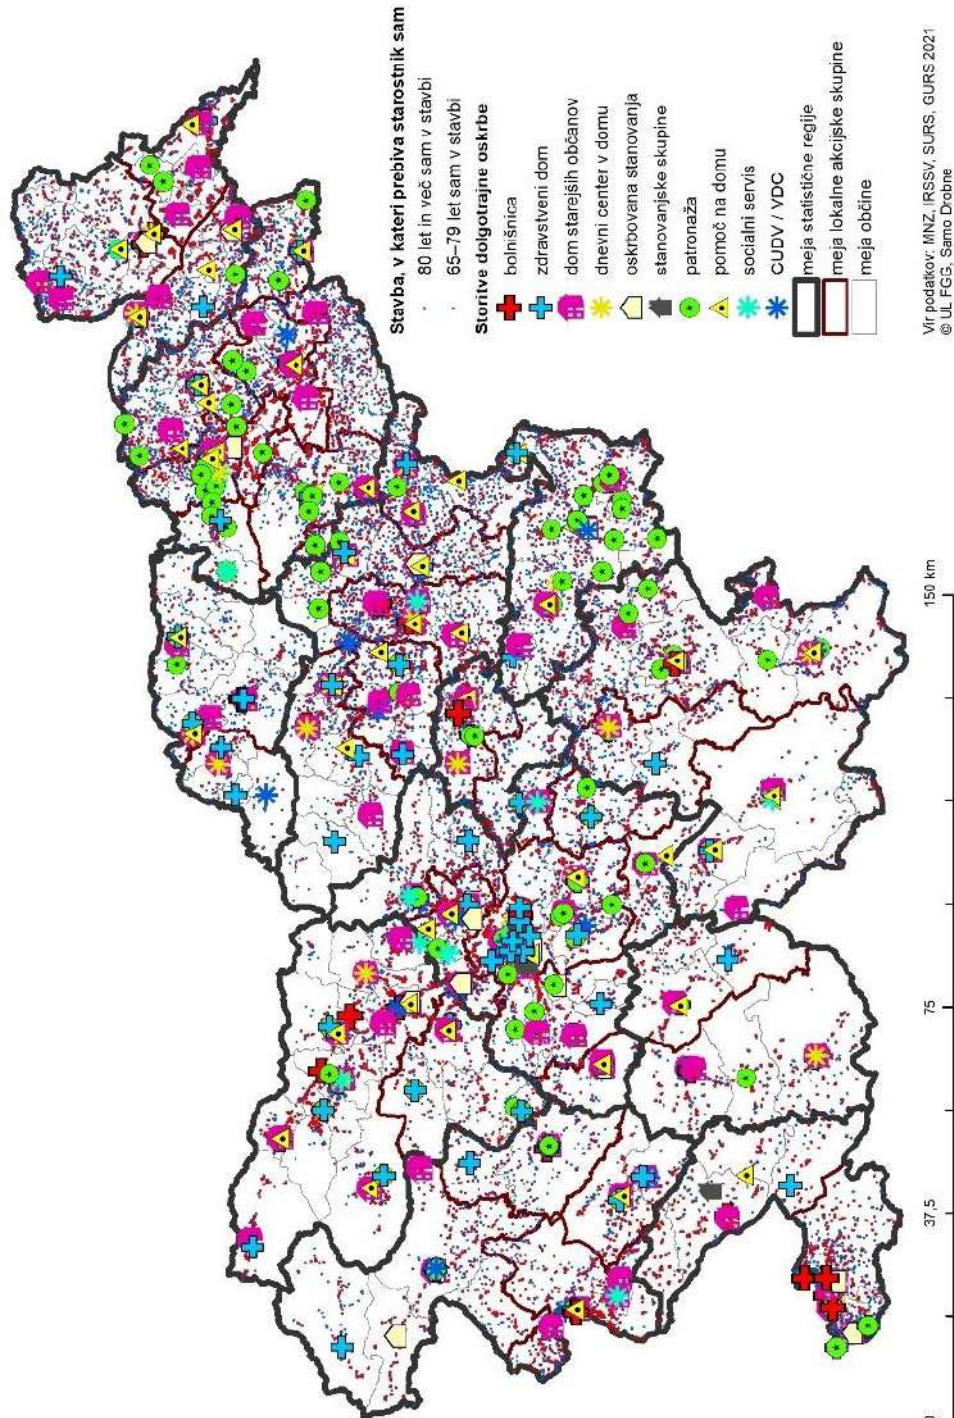 Stavba, v kateri prebiva starostnik sam
80 let in več sam v stavbi
65–79 let sam v stavbi
Storitve dolgotrajne oskrbe
bolnišnica
zdravstveni dom
dom starejših občanov
dnevni center v domu
oskrbovana stanovanja
stanovanjske skupine
patronaža
pomoč na domu
socialni servis
CUDV / VDC
meja statistične regije
meja lokalne akcijske skupine
meja občine
Vir podatkov: MNZ, IRSSV, SURS, GURS 2021
© UL FGG, Samo Drobne
0 37,5 75 150 km